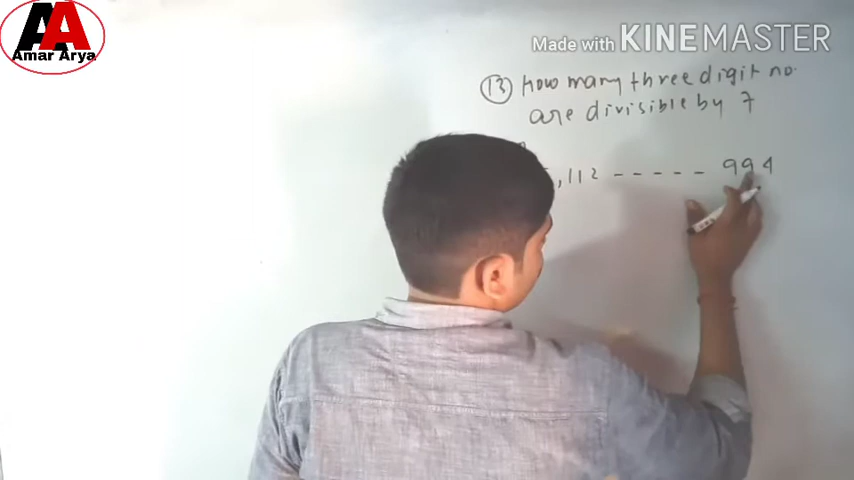 AA
Amar Arya
Made with KINEMASTER
(13) How many three digit no.
are divisible by 7
, 112 ----- 994